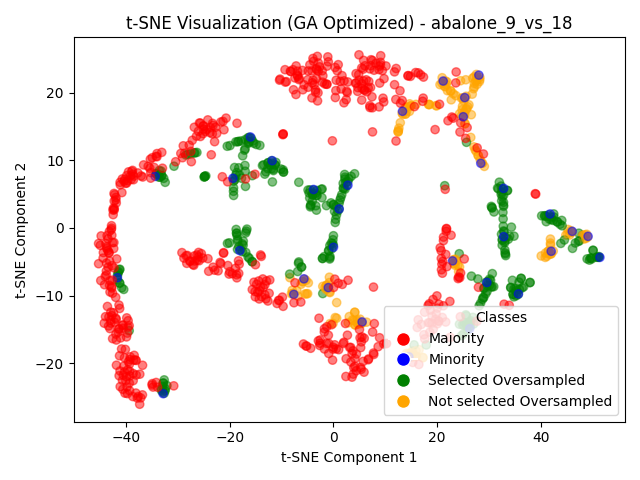 t-SNE Visualization (GA Optimized) - abalone_9_vs_18
t-SNE Component 2
20
10
0
−10
−20
−40
−20
0
20
40
t-SNE Component 1
Classes
Majority
Minority
Selected Oversampled
Not selected Oversampled